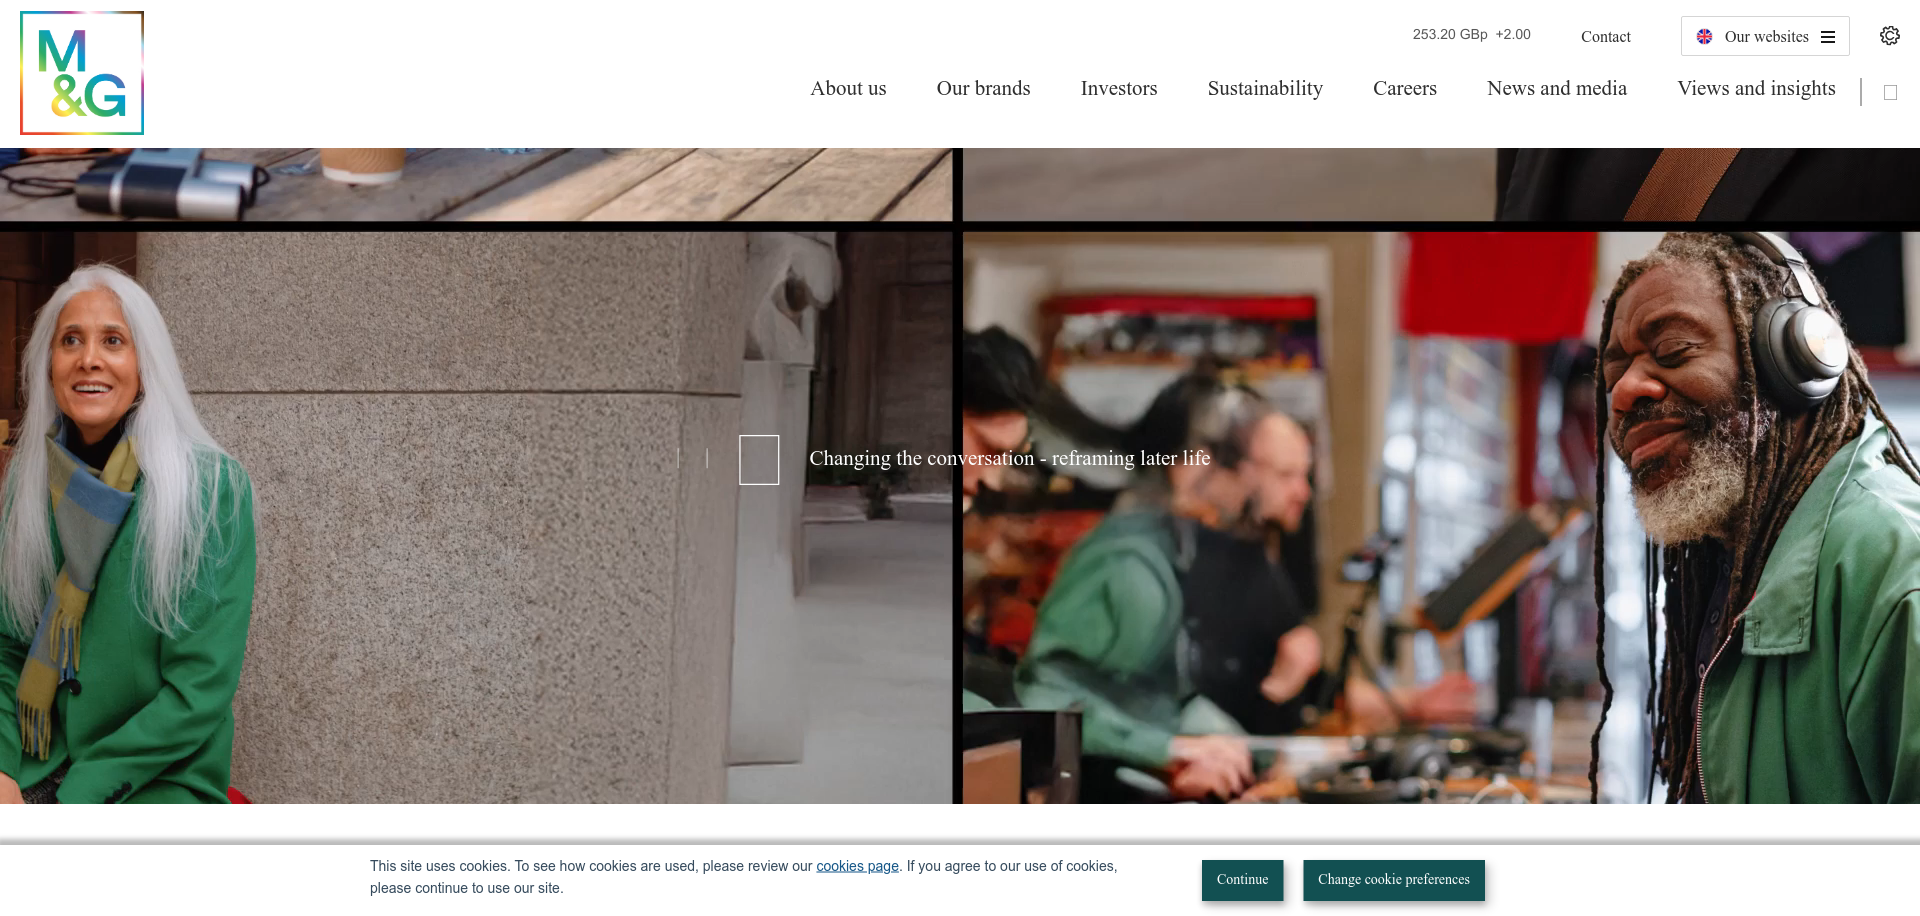 M
&G
253.20 GBp +2.00
Contact
Our websites
About us
Our brands
Investors
Sustainability
Careers
News and media
Views and insights
Changing the conversation - reframing later life
This site uses cookies. To see how cookies are used, please review our cookies page. If you agree to our use of cookies,
please continue to use our site.
Continue
Change cookie preferences